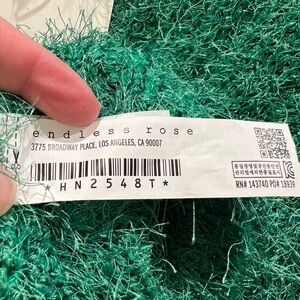 endless rose
3775 BROADWAY PLACE, LOS ANGELES, CA 90007
*HN2548T*
RN# 143740 PO# 18939